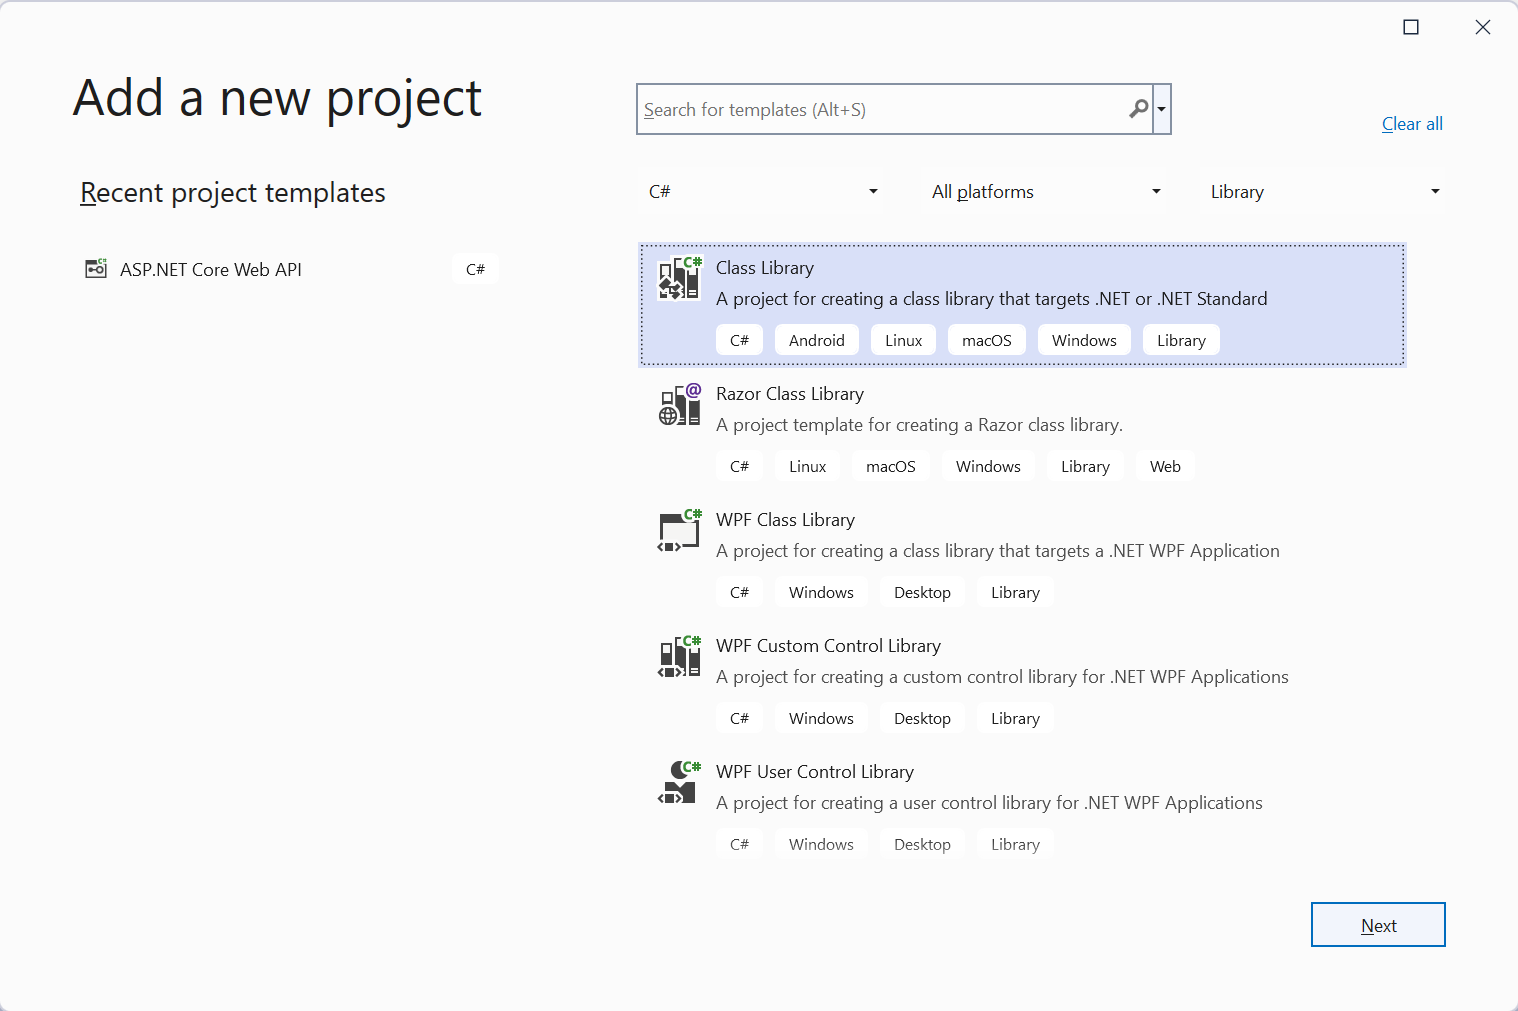 Add a new project
Search for templates (Alt+S)
Clear all
Recent project templates
C# All platforms Library
ASP.NET Core Web API C#
Class Library
A project for creating a class library that targets .NET or .NET Standard
C# Android Linux macOS Windows Library
Razor Class Library
A project template for creating a Razor class library.
C# Linux macOS Windows Library Web
WPF Class Library
A project for creating a class library that targets a .NET WPF Application
C# Windows Desktop Library
WPF Custom Control Library
A project for creating a custom control library for .NET WPF Applications
C# Windows Desktop Library
WPF User Control Library
A project for creating a user control library for .NET WPF Applications
C# Windows Desktop Library
Next